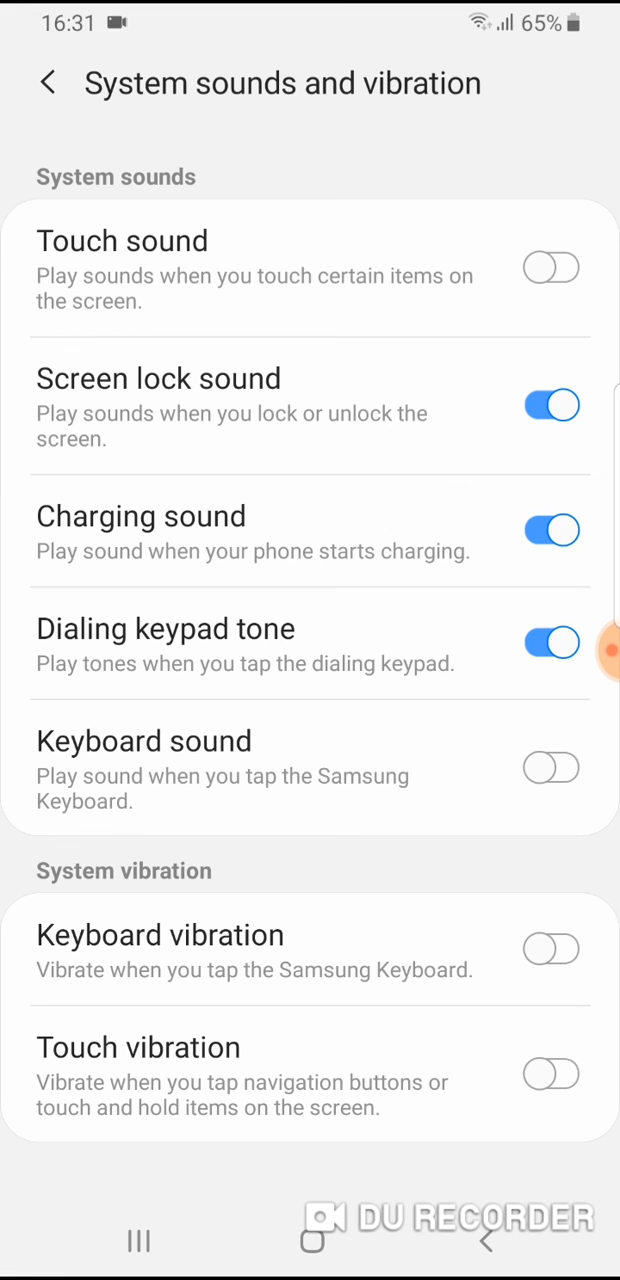 16:31 65%
System sounds and vibration
System sounds
Touch sound
Play sounds when you touch certain items on
the screen.
Screen lock sound
Play sounds when you lock or unlock the
screen.
Charging sound
Play sound when your phone starts charging.
Dialing keypad tone
Play tones when you tap the dialing keypad.
Keyboard sound
Play sound when you tap the Samsung
Keyboard.
System vibration
Keyboard vibration
Vibrate when you tap the Samsung Keyboard.
Touch vibration
Vibrate when you tap navigation buttons or
touch and hold items on the screen.
DU RECORDER